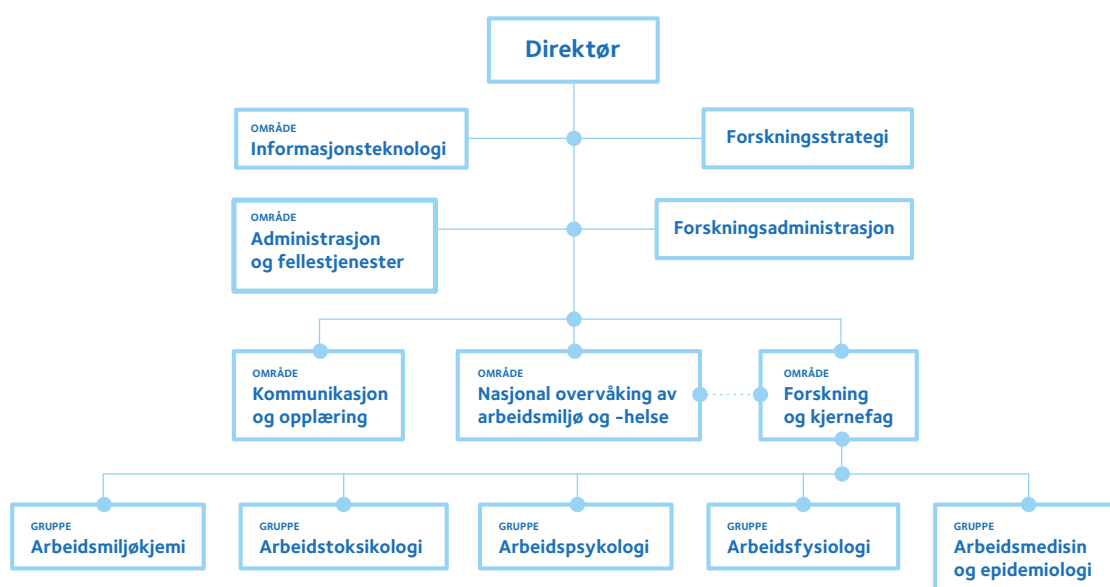 Direktør
OMRÅDE
Informasjonsteknologi
Forskningsstrategi
OMRÅDE
Administrasjon
og fellestjenester
Forskningsadministrasjon
OMRÅDE
Kommunikasjon
og opplæring
OMRÅDE
Nasjonal overvåking av
arbeidsmiljø og -helse
OMRÅDE
Forskning
og kjernefag
GRUPPE
Arbeidsmiljøkjemi
GRUPPE
Arbeidstoksikologi
GRUPPE
Arbeidspsykologi
GRUPPE
Arbeidsfysiologi
GRUPPE
Arbeidsmedisin
og epidemiologi